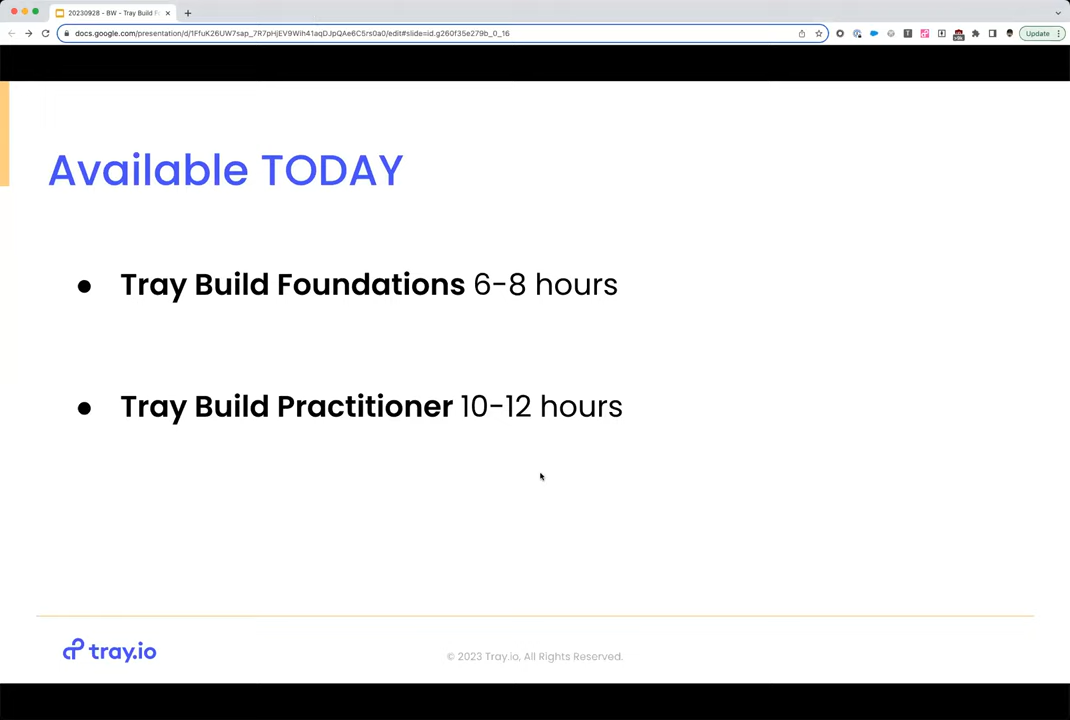 20230928 - BW - Tray Build F
docs.google.com/presentation/d/1FfuK26UW7sap_7R7pHjEV9Wih41aqDJpQAe6C5rs0a0/edit#slide=id.g260f35e279b_0_16
Update
Available TODAY
● Tray Build Foundations 6-8 hours
● Tray Build Practitioner 10-12 hours
tray.io
© 2023 Tray.io, All Rights Reserved.